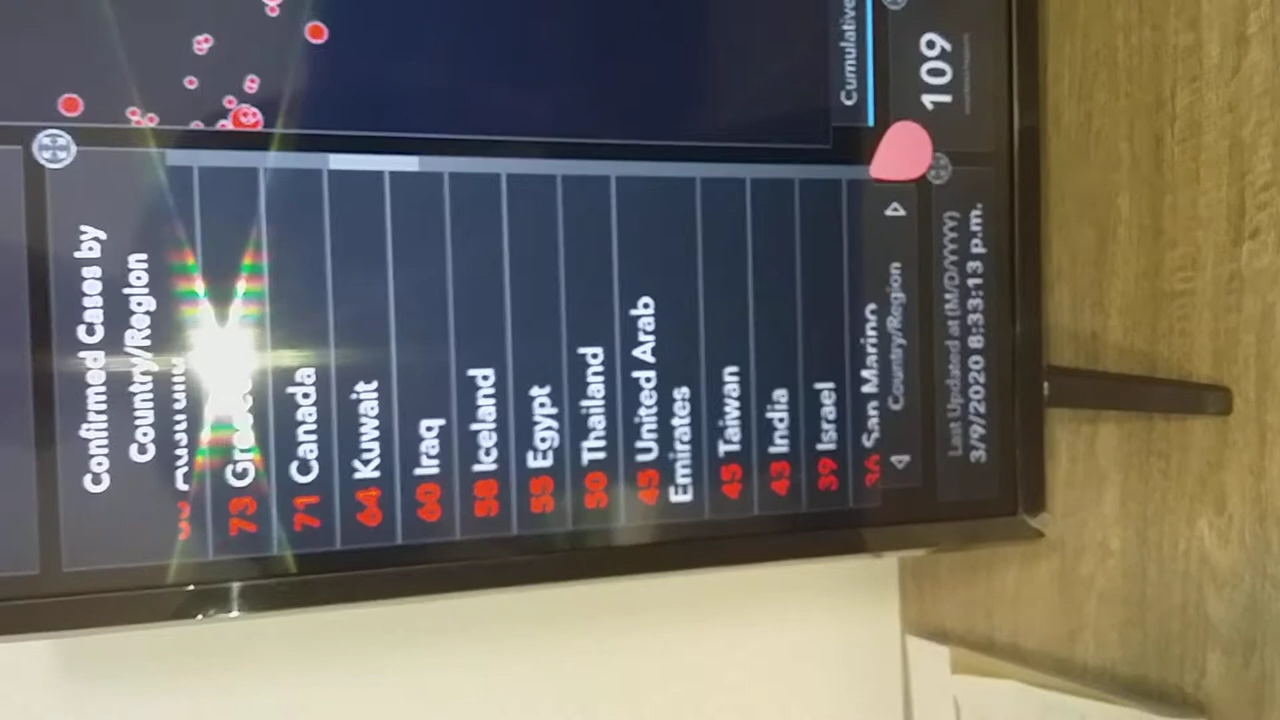 Confirmed Cases by
Country/Region
73
71 Canada
64 Kuwait
60 Iraq
58 Iceland
55 Egypt
50 Thailand
45 United Arab
Emirates
45 Taiwan
43 India
39 Israel
36 San Marino
Country/Region
Last Updated at (M/D/YYYY)
3/9/2020 8:33:13 p.m.
Cumulative
109